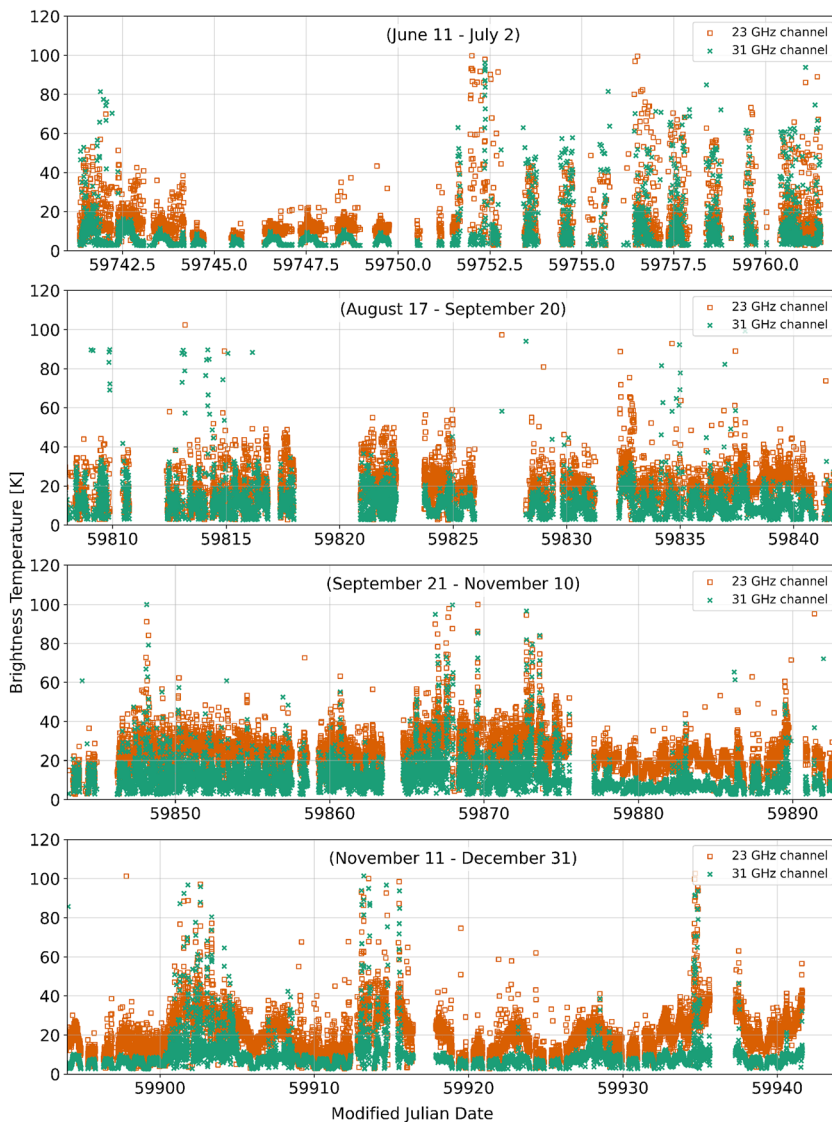 (June 11 - July 2)
23 GHz channel
31 GHz channel
120
100
80
60
40
20
0
59742.5 59745.0 59747.5 59750.0 59752.5 59755.0 59757.5 59760.0
(August 17 - September 20)
23 GHz channel
31 GHz channel
120
100
80
60
40
20
0
59810 59815 59820 59825 59830 59835 59840
Brightness Temperature [K]
(September 21 - November 10)
23 GHz channel
31 GHz channel
120
100
80
60
40
20
0
59850 59860 59870 59880 59890
(November 11 - December 31)
23 GHz channel
31 GHz channel
120
100
80
60
40
20
0
59900 59910 59920 59930 59940
Modified Julian Date